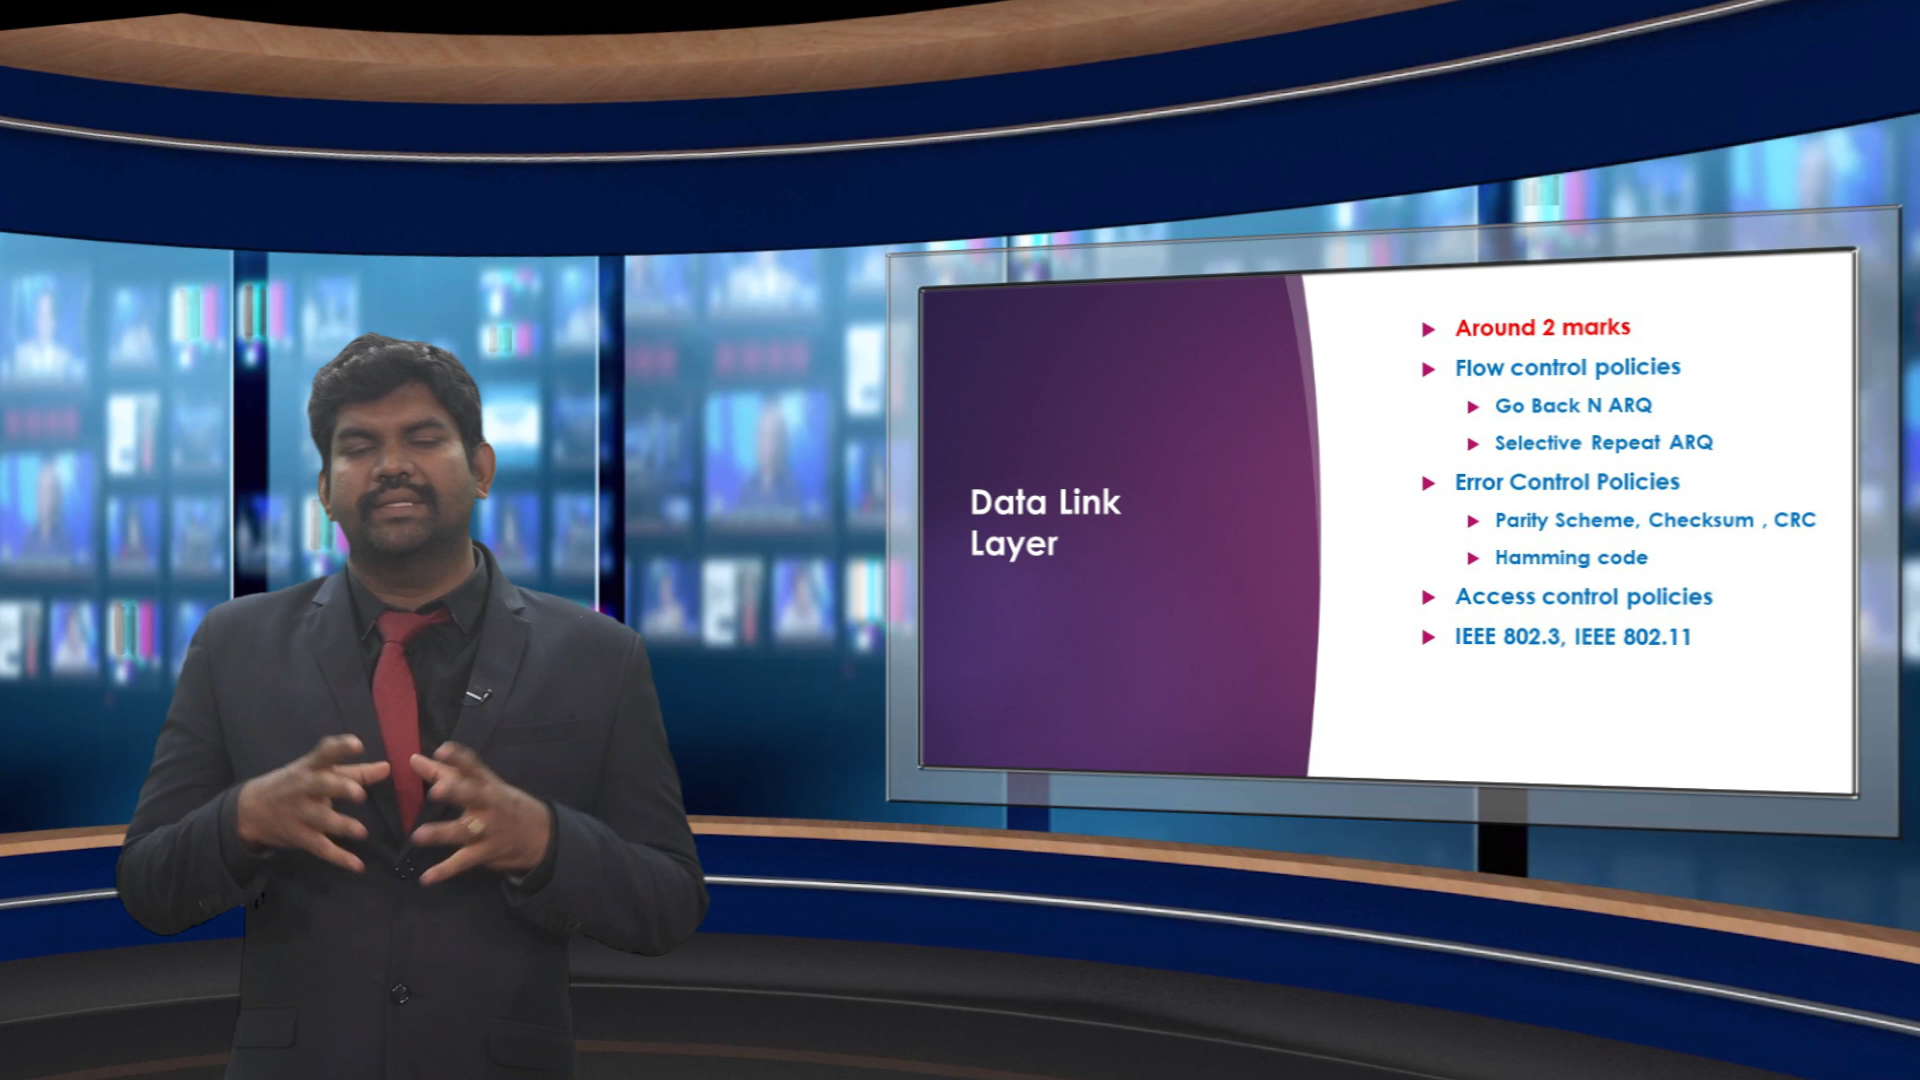 Data Link
Layer
Around 2 marks
Flow control policies
Go Back N ARQ
Selective Repeat ARQ
Error Control Policies
Parity Scheme, Checksum , CRC
Hamming code
Access control policies
IEEE 802.3, IEEE 802.11